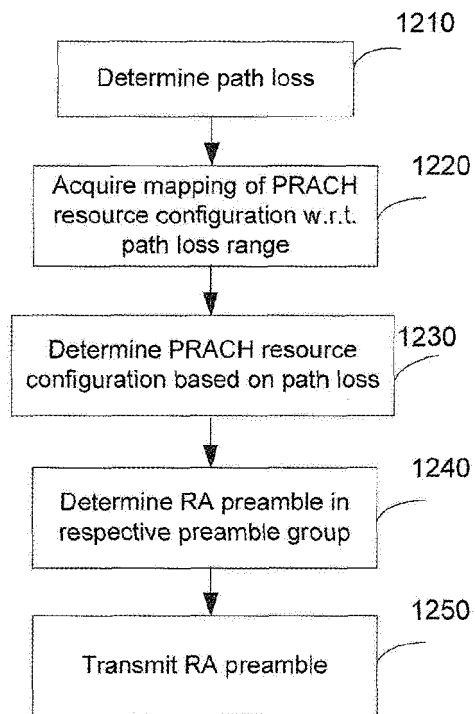 1210
Determine path loss
1220
Acquire mapping of PRACH
resource configuration w.r.t.
path loss range
1230
Determine PRACH resource
configuration based on path loss
1240
Determine RA preamble in
respective preamble group
1250
Transmit RA preamble